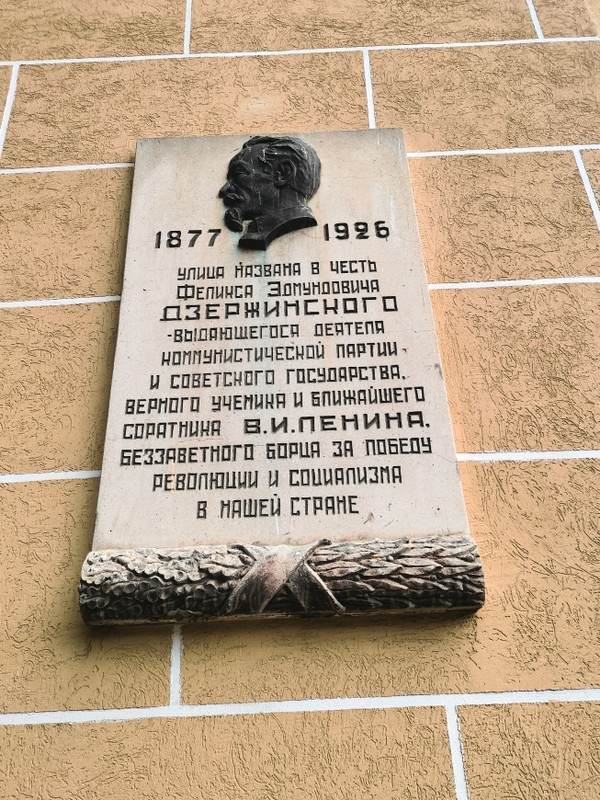 1877 1926
УЛИЦА НАЗВАНА В ЧЕСТЬ
ФЕЛИКСА ЭДМУНДОВИЧА
ДЗЕРЖИНСКОГО
-ВЫДАЮЩЕГОСЯ ДЕЯТЕЛЯ
КОММУНИСТИЧЕСКОЙ ПАРТИИ
И СОВЕТСКОГО ГОСУДАРСТВА,
ВЕРНОГО УЧЕНИКА И БЛИЖАЙШЕГО
СОРАТНИКА В.И.ЛЕНИНА,
БЕЗЗАВЕТНОГО БОРЦА ЗА ПОБЕДУ
РЕВОЛЮЦИИ И СОЦИАЛИЗМА
В НАШЕЙ СТРАНЕ